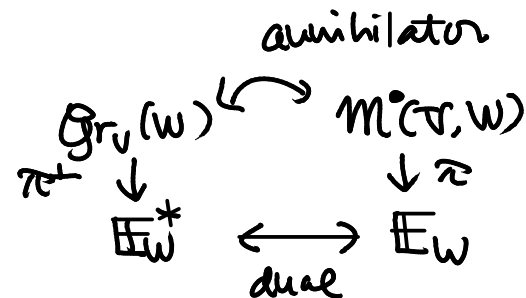 annihilator
𝒢r_v(W) m•(v, W)
π⊥ ↓ ↓ π
𝔼_W^* ⟷ 𝔼_W
dual